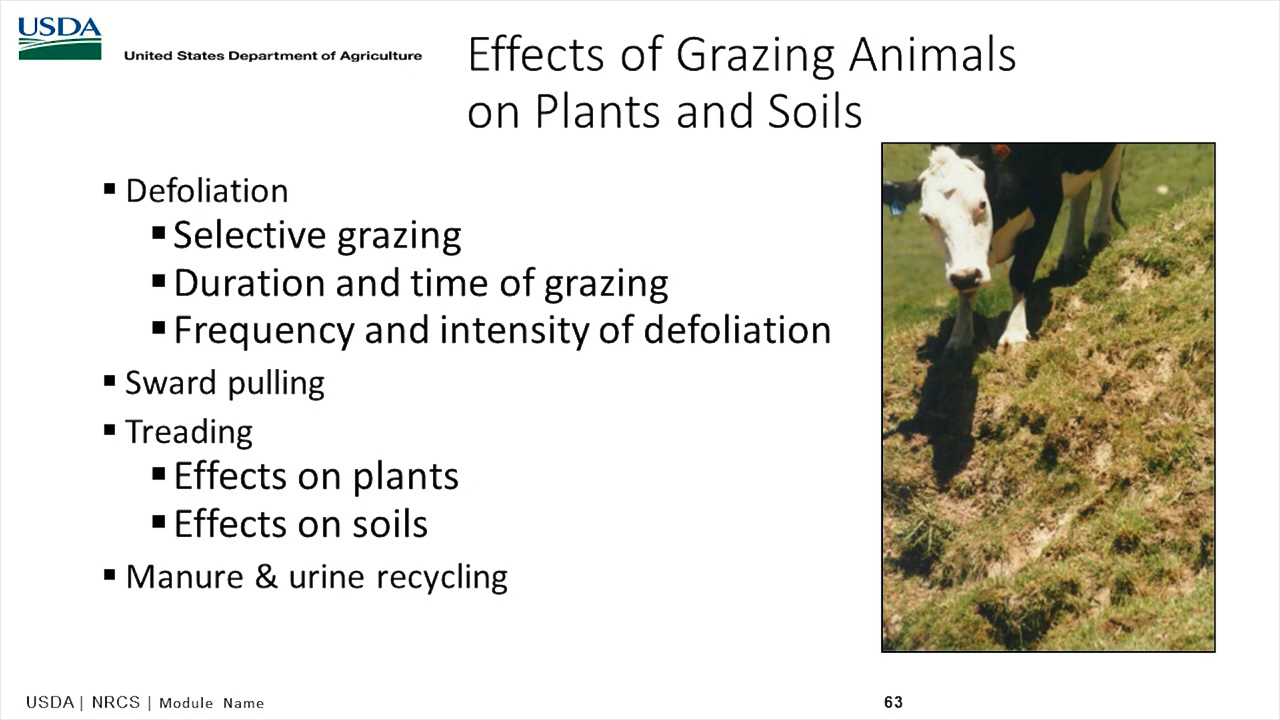 USDA
United States Department of Agriculture
Effects of Grazing Animals
on Plants and Soils
▪ Defoliation
▪ Selective grazing
▪ Duration and time of grazing
▪ Frequency and intensity of defoliation
▪ Sward pulling
▪ Treading
▪ Effects on plants
▪ Effects on soils
▪ Manure & urine recycling
USDA | NRCS | Module Name
63